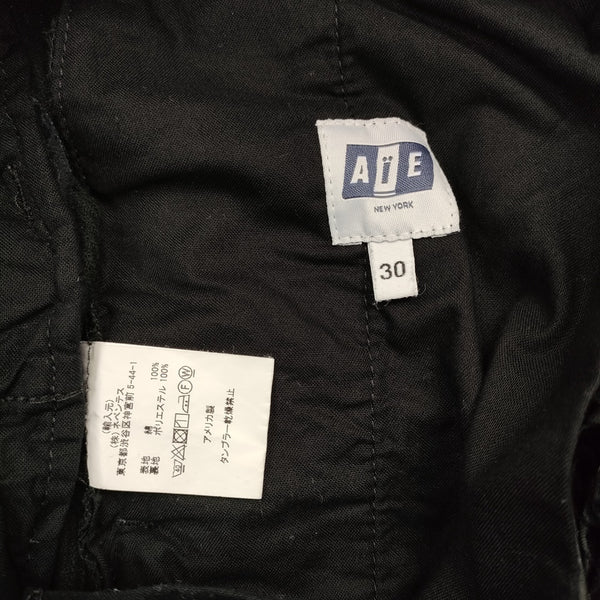 AïE
NEW YORK
30
(輸入元)
(株)ネペンテス
東京都渋谷区神宮前 5-44-1
表地 綿 100%
裏地 ポリエステル 100%
40 F W
アメリカ製
タンブラー乾燥禁止